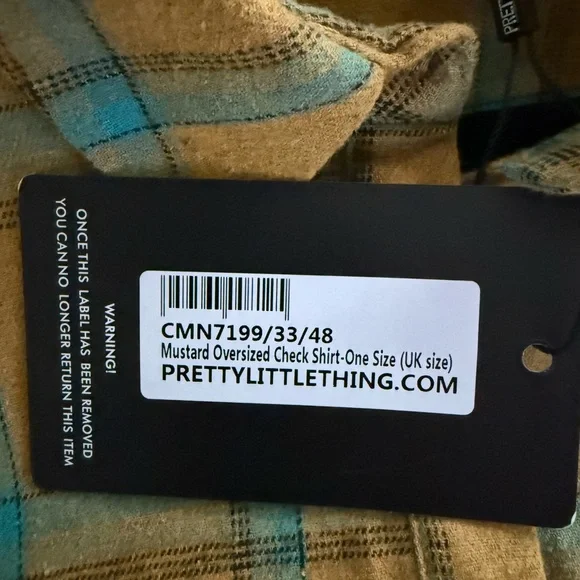 CMN7199/33/48
Mustard Oversized Check Shirt-One Size (UK size)
PRETTYLITTLETHING.COM
WARNING!
ONCE THIS LABEL HAS BEEN REMOVED
YOU CAN NO LONGER RETURN THIS ITEM